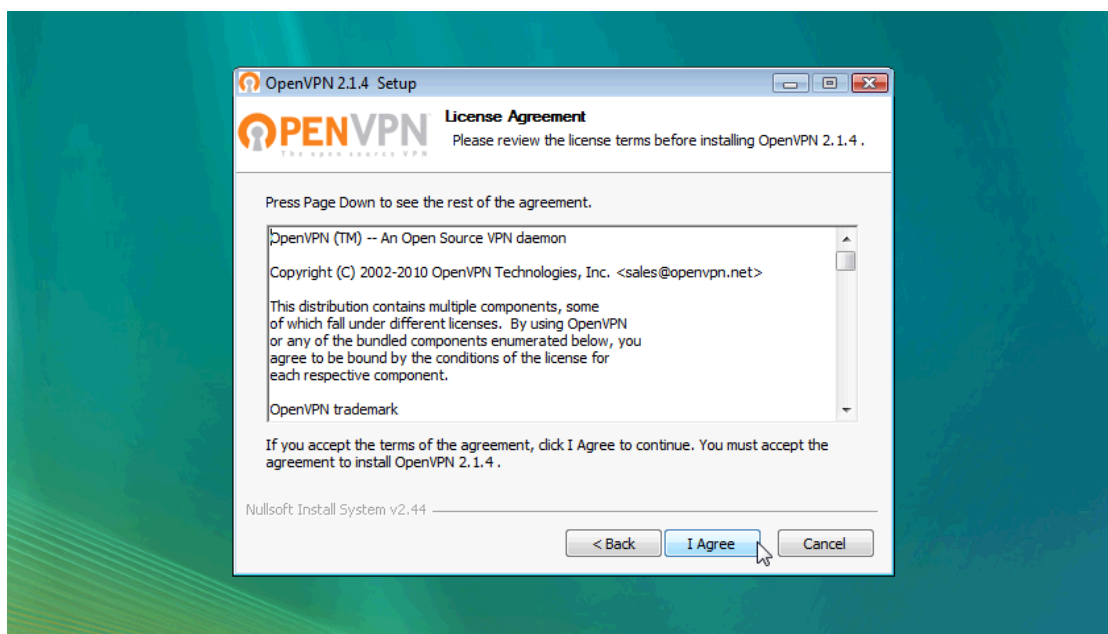 OpenVPN 2.1.4 Setup
OPENVPN
The open source VPN
License Agreement
Please review the license terms before installing OpenVPN 2.1.4 .
Press Page Down to see the rest of the agreement.
OpenVPN (TM) -- An Open Source VPN daemon
Copyright (C) 2002-2010 OpenVPN Technologies, Inc. <sales@openvpn.net>
This distribution contains multiple components, some
of which fall under different licenses.  By using OpenVPN
or any of the bundled components enumerated below, you
agree to be bound by the conditions of the license for
each respective component.
OpenVPN trademark
If you accept the terms of the agreement, click I Agree to continue. You must accept the
agreement to install OpenVPN 2.1.4 .
Nullsoft Install System v2.44
< Back
I Agree
Cancel